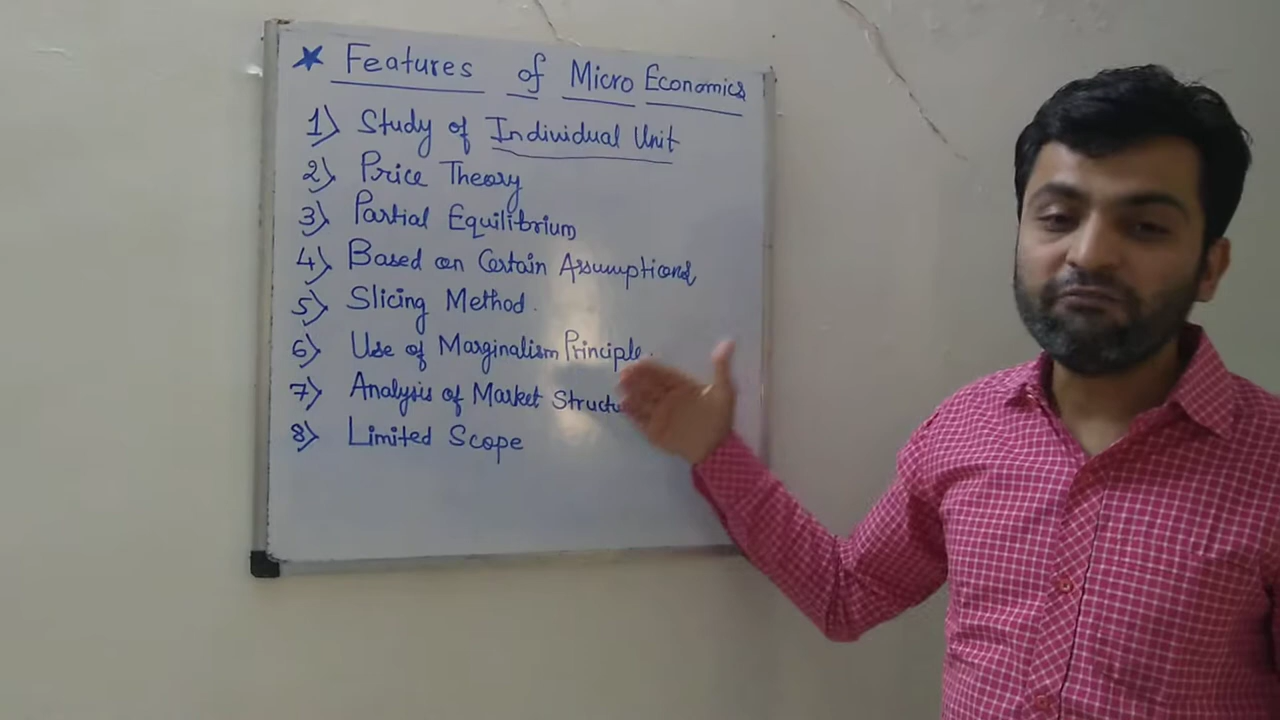 ★ Features of Micro Economics
1) Study of Individual Unit
2) Price Theory
3) Partial Equilibrium
4) Based on Certain Assumptions
5) Slicing Method.
6) Use of Marginalism Principle.
7) Analysis of Market
8) Limited Scope